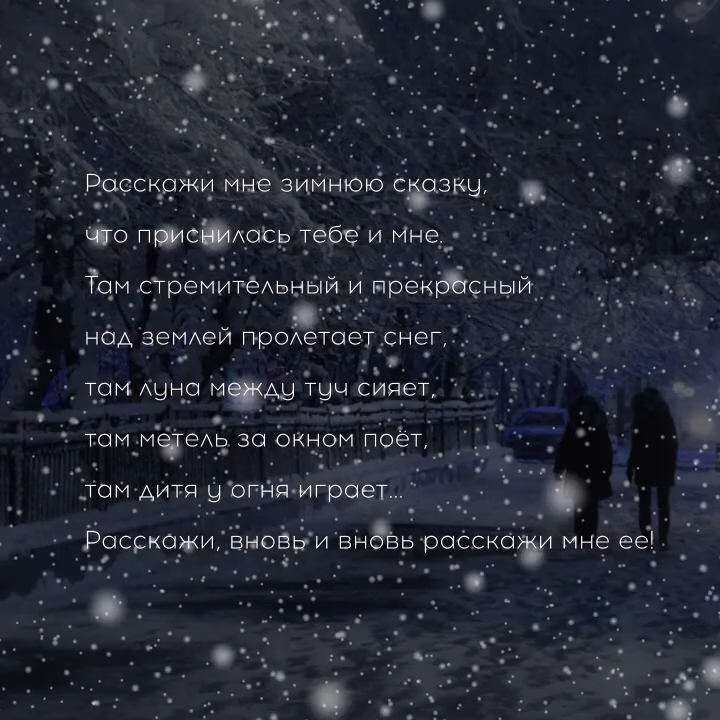 Расскажи мне зимнюю сказку,
что приснилась тебе и мне.
Там стремительный и прекрасный
над землей пролетает снег,
там луна между туч сияет,
там метель за окном поёт,
там дитя у огня играет...
Расскажи, вновь и вновь расскажи мне ее!